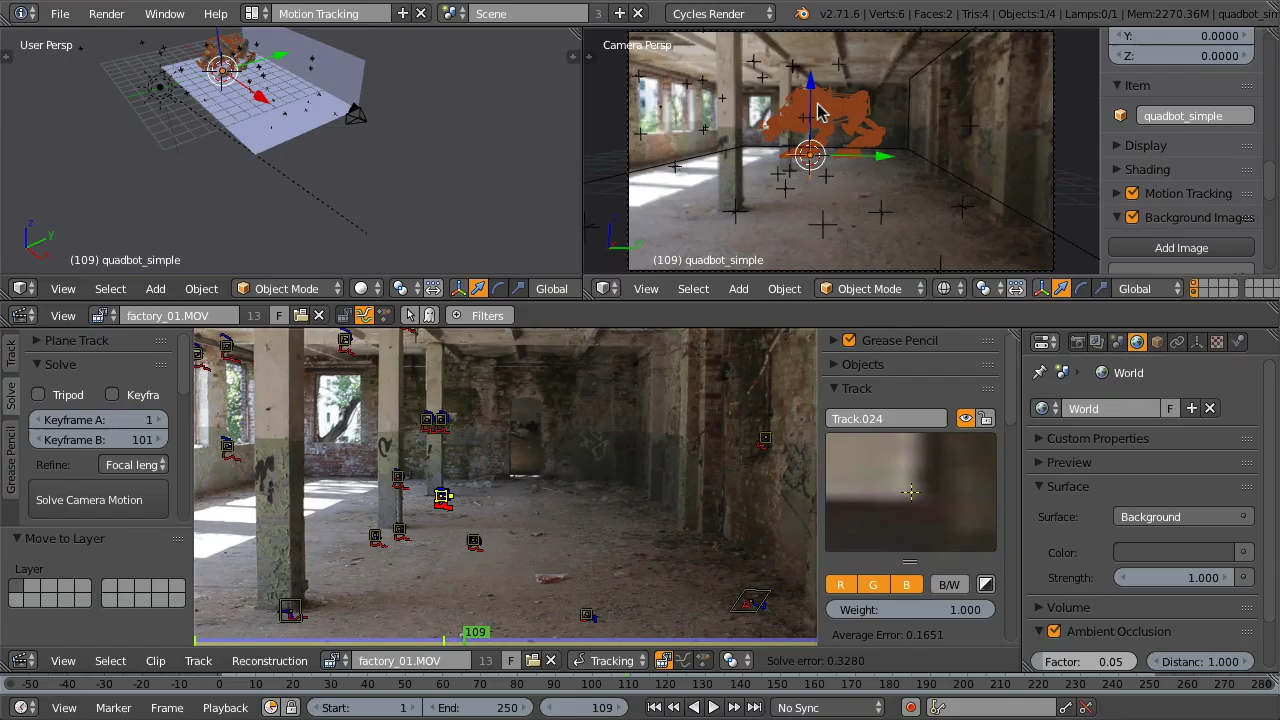 File Render Window Help Motion Tracking Scene 3 Cycles Render v2.71.6 | Verts:6 | Faces:2 | Tris:4 | Objects:1/4 | Lamps:0/1 | Mem:2270.36M | quadbot_sim
User Persp
Camera Persp
Y: 0.0000
Z: 0.0000
Item
quadbot_simple
Display
Shading
Motion Tracking
Background Images
Add Image
(109) quadbot_simple
(109) quadbot_simple
View Select Add Object Object Mode Global
View Select Add Object Object Mode Global
View factory_01.MOV 13 F Filters
Track
Solve
Grease Pencil
Plane Track
Solve
Tripod Keyfra
Keyframe A: 1
Keyframe B: 101
Refine: Focal leng
Solve Camera Motion
Move to Layer
Layer
109
Grease Pencil
Objects
Track
Track.024
R G B B/W
Weight: 1.000
Average Error: 0.1651
World
World F
Custom Properties
Preview
Surface
Surface: Background
Color:
Strength: 1.000
Volume
Ambient Occlusion
Factor: 0.05 Distanc: 1.000
View Select Clip Track Reconstruction factory_01.MOV 13 F Tracking Solve error: 0.3280
-50 -40 -30 -20 -10 0 10 20 30 40 50 60 70 80 90 100 110 120 130 140 150 160 170 180 190 200 210 220 230 240 250 260 270 280
View Marker Frame Playback Start: 1 End: 250 109 No Sync